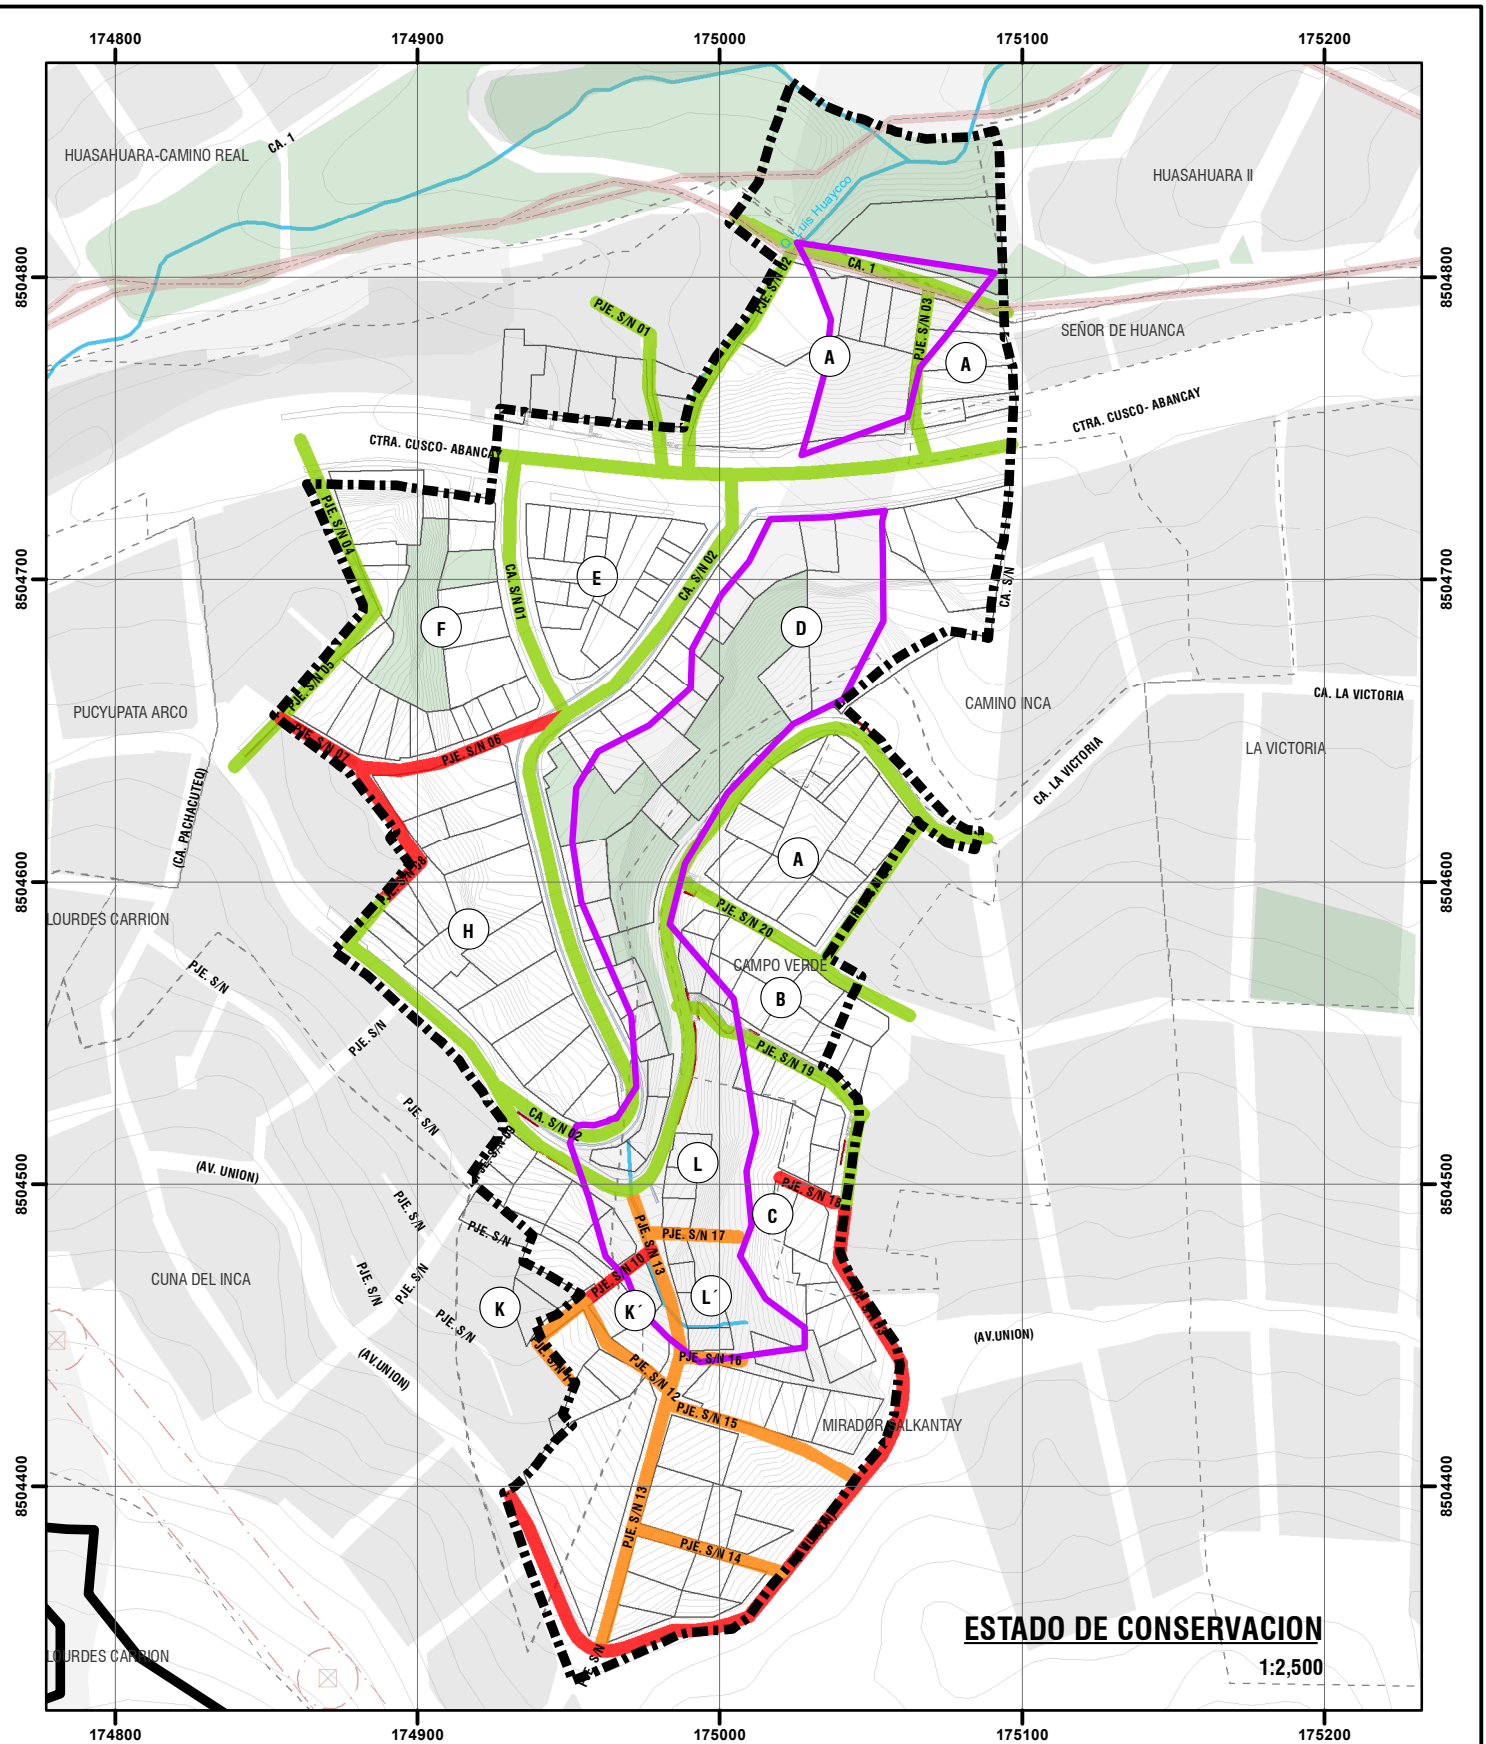 174800
174900
175000
175100
175200
HUASAHUARA-CAMINO REAL
CA. 1
HUASAHUARA II
Q. Luis Huaycco
8504800
CA. 1
8504800
PJE. S/N 02
PJE. S/N 01
PJE. S/N 03
SEÑOR DE HUANCA
A
A
CTRA. CUSCO- ABANCAY
CTRA. CUSCO- ABANCAY
PJE. S/N 04
8504700
E
CA. S/N 02
CA. S/N 01
CA. S/N
8504700
F
D
PJE. S/N 05
PUCYUPATA ARCO
CAMINO INCA
CA. LA VICTORIA
PJE. S/N 07
PJE. S/N 06
LA VICTORIA
CA. LA VICTORIA
(CA. PACHACUTEQ)
A
8504600
8504600
LOURDES CARRION
PJE. S/N 20
H
PJE. S/N
CAMPO VERDE
B
PJE. S/N
PJE. S/N 19
PJE. S/N
CA. S/N 02
(AV. UNION)
L
8504500
8504500
PJE. S/N
PJE. S/N 18
C
PJE. S/N
PJE. S/N 17
PJE. S/N 13
PJE. S/N 10
CUNA DEL INCA
PJE. S/N
PJE. S/N
K
K´
L´
PJE. S/N
(AV.UNION)
(AV.UNION)
PJE. S/N 16
PJE. S/N 12
PJE. S/N 15
MIRADOR SALKANTAY
8504400
8504400
PJE. S/N 13
PJE. S/N 14
ESTADO DE CONSERVACION
LOURDES CARRION
1:2,500
174800
174900
175000
175100
175200